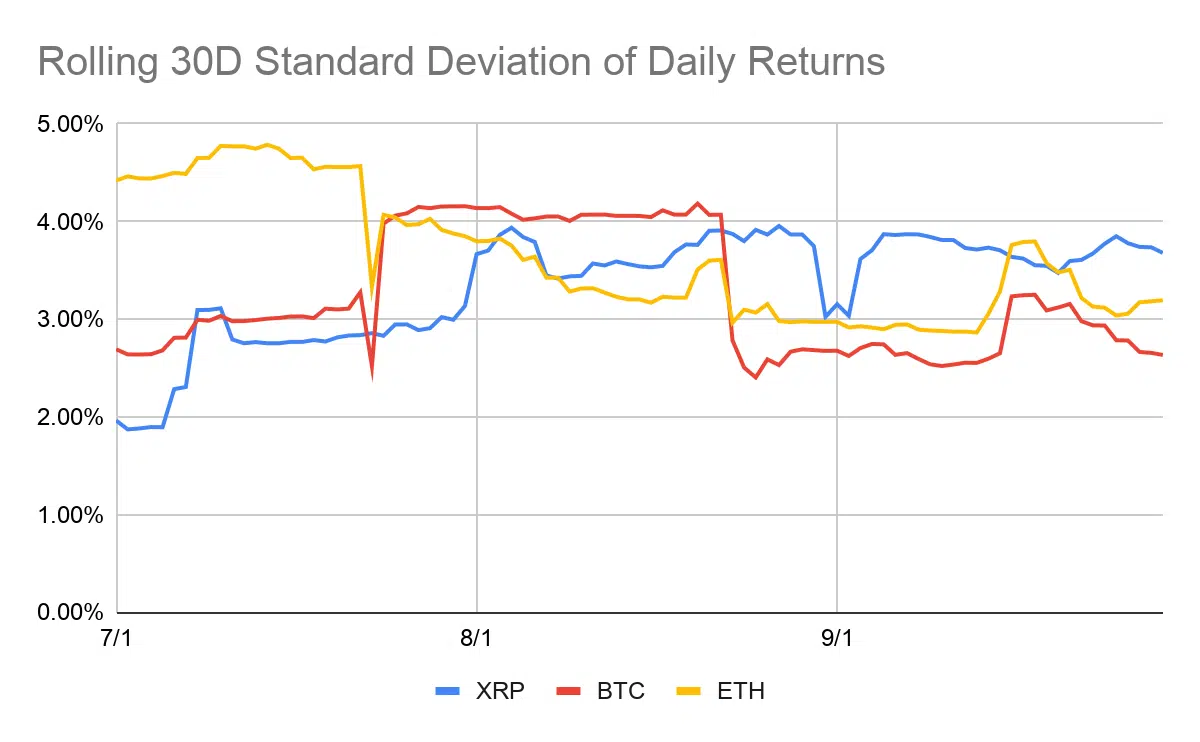 Rolling 30D Standard Deviation of Daily Returns
5.00%
4.00%
3.00%
2.00%
1.00%
0.00%
7/1 8/1 9/1
XRP BTC ETH